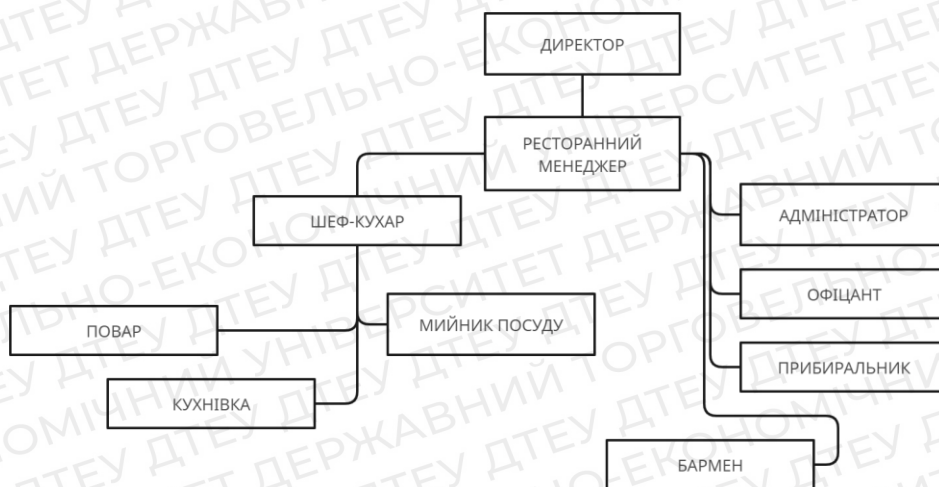 ДИРЕКТОР
РЕСТОРАННИЙ
МЕНЕДЖЕР
ШЕФ-КУХАР
АДМІНІСТРАТОР
ОФІЦАНТ
МИЙНИК ПОСУДУ
ПОВАР
ПРИБИРАЛЬНИК
КУХНІВКА
БАРМЕН